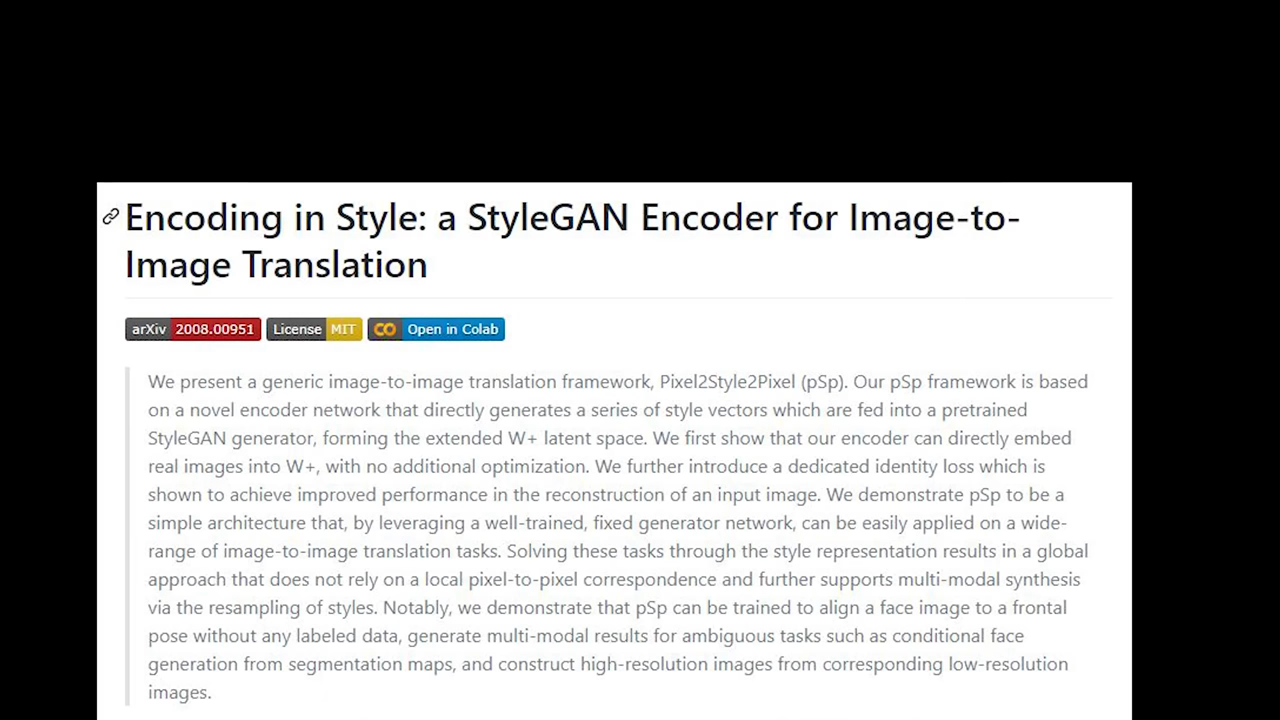 Encoding in Style: a StyleGAN Encoder for Image-to-
Image Translation
arXiv 2008.00951 License MIT CO Open in Colab
We present a generic image-to-image translation framework, Pixel2Style2Pixel (pSp). Our pSp framework is based
on a novel encoder network that directly generates a series of style vectors which are fed into a pretrained
StyleGAN generator, forming the extended W+ latent space. We first show that our encoder can directly embed
real images into W+, with no additional optimization. We further introduce a dedicated identity loss which is
shown to achieve improved performance in the reconstruction of an input image. We demonstrate pSp to be a
simple architecture that, by leveraging a well-trained, fixed generator network, can be easily applied on a wide-
range of image-to-image translation tasks. Solving these tasks through the style representation results in a global
approach that does not rely on a local pixel-to-pixel correspondence and further supports multi-modal synthesis
via the resampling of styles. Notably, we demonstrate that pSp can be trained to align a face image to a frontal
pose without any labeled data, generate multi-modal results for ambiguous tasks such as conditional face
generation from segmentation maps, and construct high-resolution images from corresponding low-resolution
images.